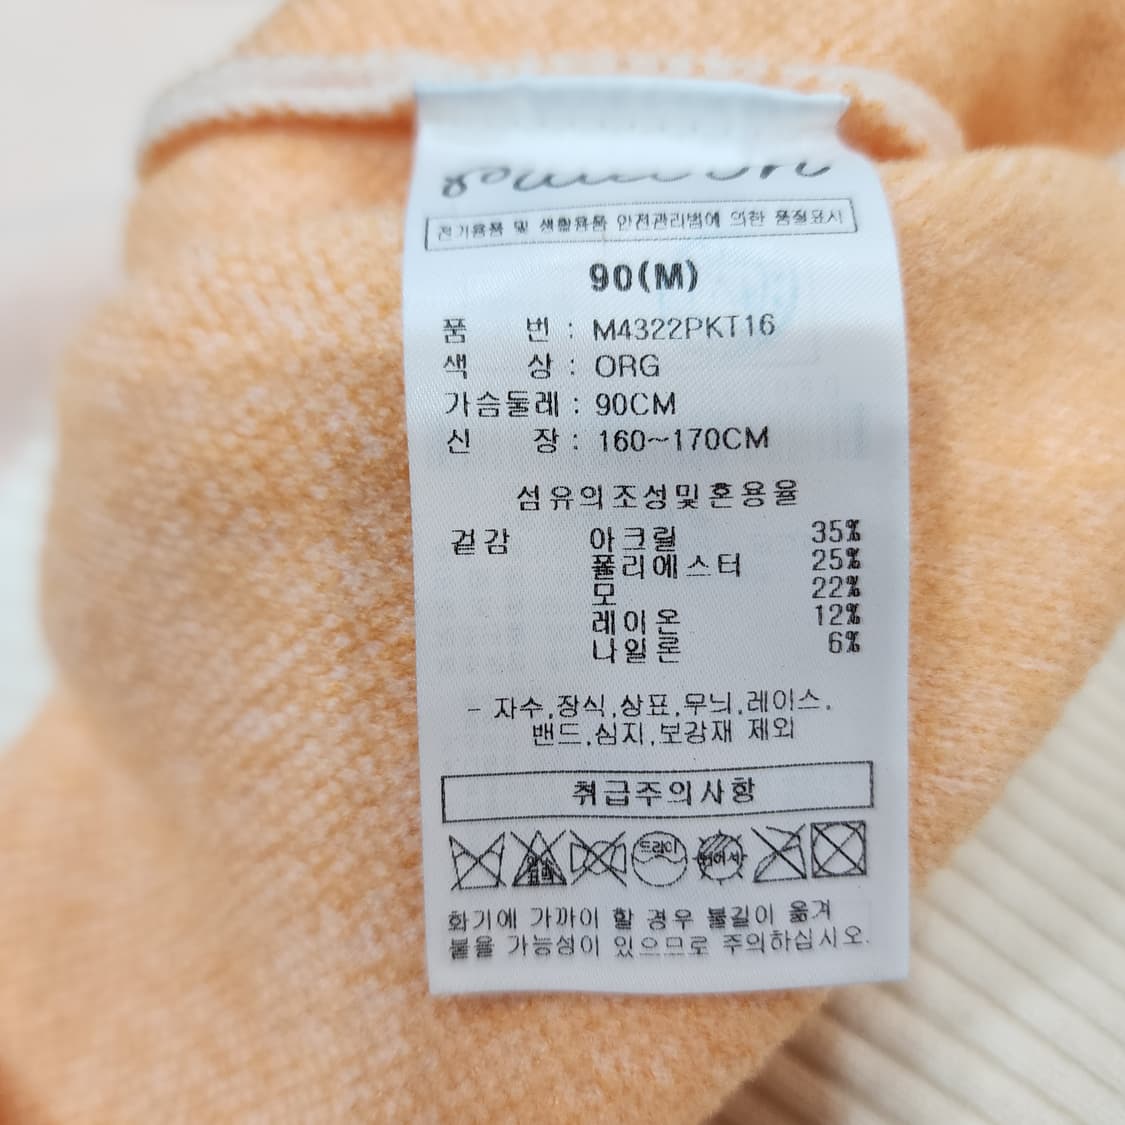 전기용품 및 생활용품 안전관리법에 의한 품질표시
90(M)
품 번 : M4322PKT16
색 상 : ORG
가슴둘레 : 90CM
신 장 : 160~170CM
섬유의조성및혼용율
겉감 아크릴 35%
폴리에스터 25%
모 22%
레이온 12%
나일론 6%
- 자수,장식,상표,무늬,레이스,
밴드,심지,보강재 제외
취급주의사항
드라이 뉘어서
화기에 가까이 할 경우 불길이 옮겨
붙을 가능성이 있으므로 주의하십시오.